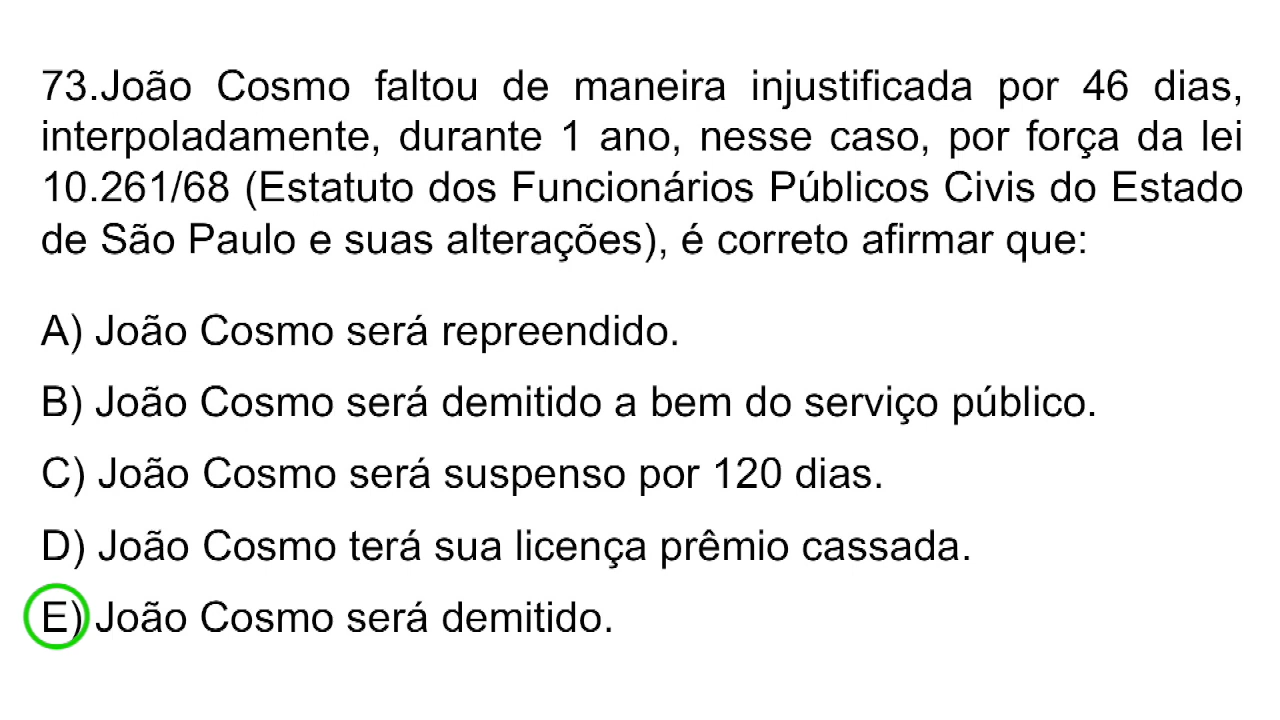 73.João Cosmo faltou de maneira injustificada por 46 dias,
interpoladamente, durante 1 ano, nesse caso, por força da lei
10.261/68 (Estatuto dos Funcionários Públicos Civis do Estado
de São Paulo e suas alterações), é correto afirmar que:
A) João Cosmo será repreendido.
B) João Cosmo será demitido a bem do serviço público.
C) João Cosmo será suspenso por 120 dias.
D) João Cosmo terá sua licença prêmio cassada.
E) João Cosmo será demitido.